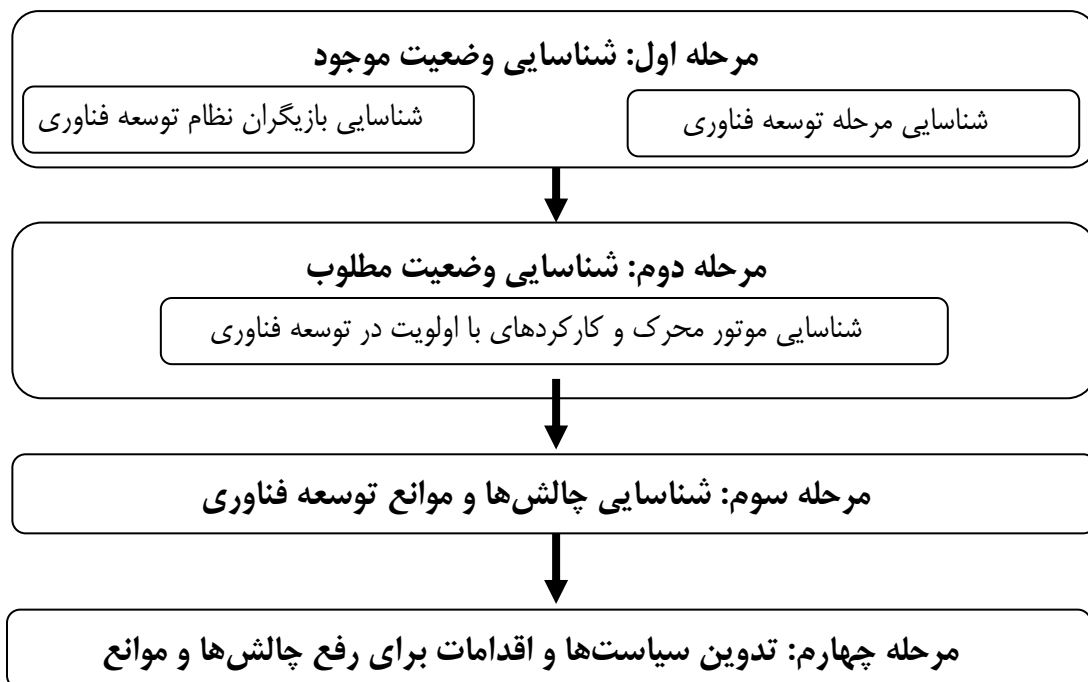 مرحله اول: شناسایی وضعیت موجود
شناسایی مرحله توسعه فناوری
شناسایی بازیگران نظام توسعه فناوری
مرحله دوم: شناسایی وضعیت مطلوب
شناسایی موتور محرک و کارکردهای با اولویت در توسعه فناوری
مرحله سوم: شناسایی چالش‌ها و موانع توسعه فناوری
مرحله چهارم: تدوین سیاست‌ها و اقدامات برای رفع چالش‌ها و موانع